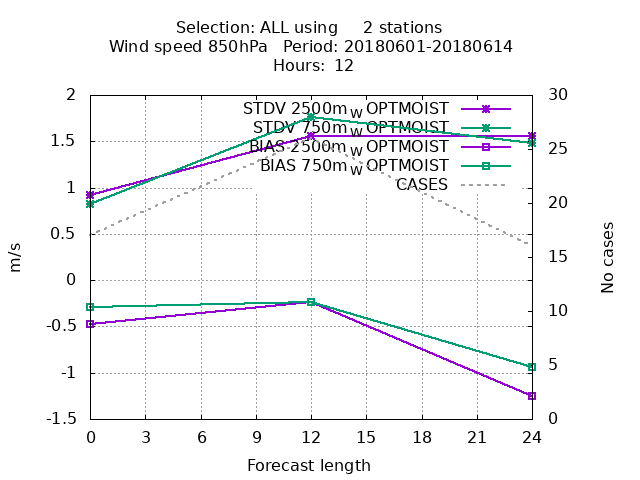 Selection: ALL using 2 stations
Wind speed 850hPa Period: 20180601-20180614
Hours: 12
2
1.5
1
0.5
0
-0.5
-1
-1.5
m/s
STDV 2500m_W OPTMOIST
STDV 750m_W OPTMOIST
BIAS 2500m_W OPTMOIST
BIAS 750m_W OPTMOIST
CASES
30
25
20
15
10
5
0
No cases
0 3 6 9 12 15 18 21 24
Forecast length